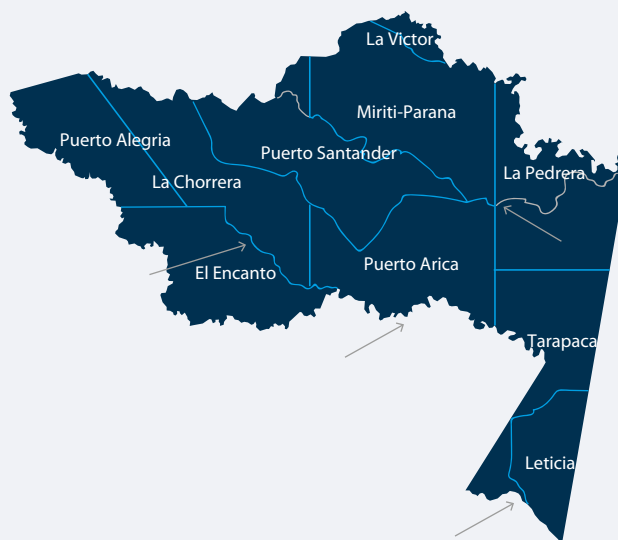 La Victor
Miriti-Parana
Puerto Alegria
Puerto Santander
La Pedrera
La Chorrera
Puerto Arica
El Encanto
Tarapaca
Leticia